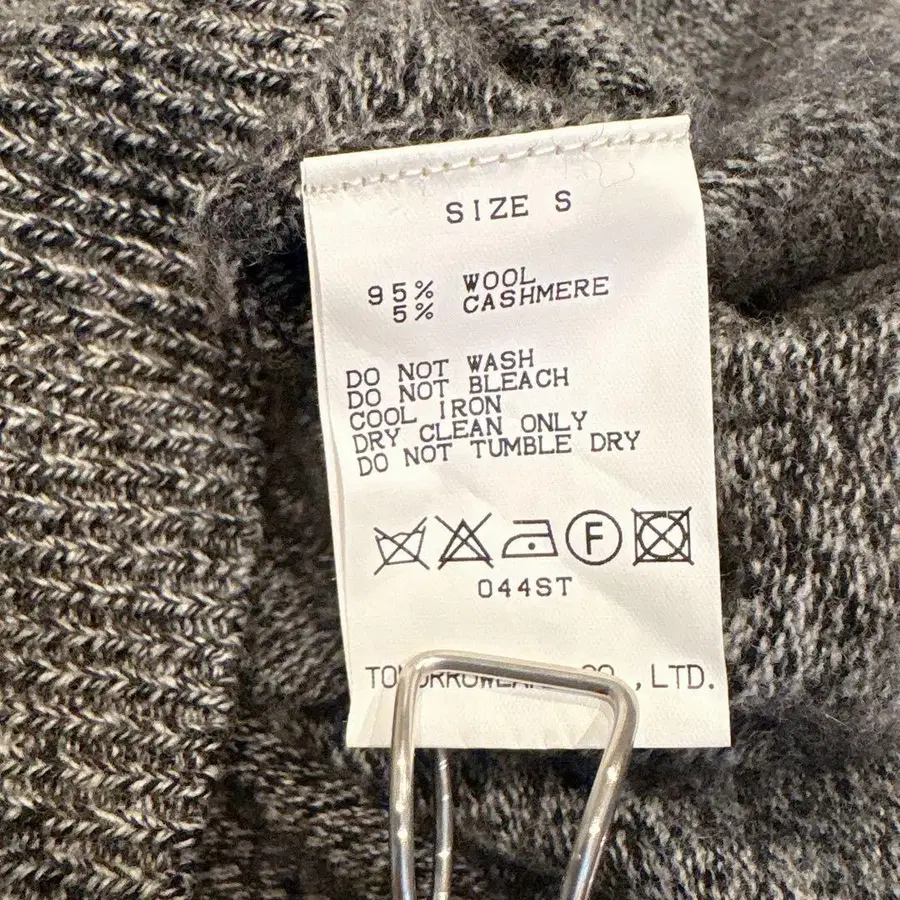 SIZE S
95% WOOL
5% CASHMERE
DO NOT WASH
DO NOT BLEACH
COOL IRON
DRY CLEAN ONLY
DO NOT TUMBLE DRY
F
044ST
CO.,LTD.